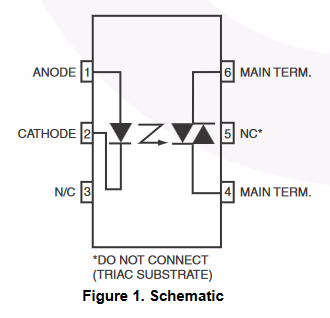 ANODE 1
6 MAIN TERM.
CATHODE 2
5 NC*
N/C 3
4 MAIN TERM.
*DO NOT CONNECT
(TRIAC SUBSTRATE)
Figure 1. Schematic